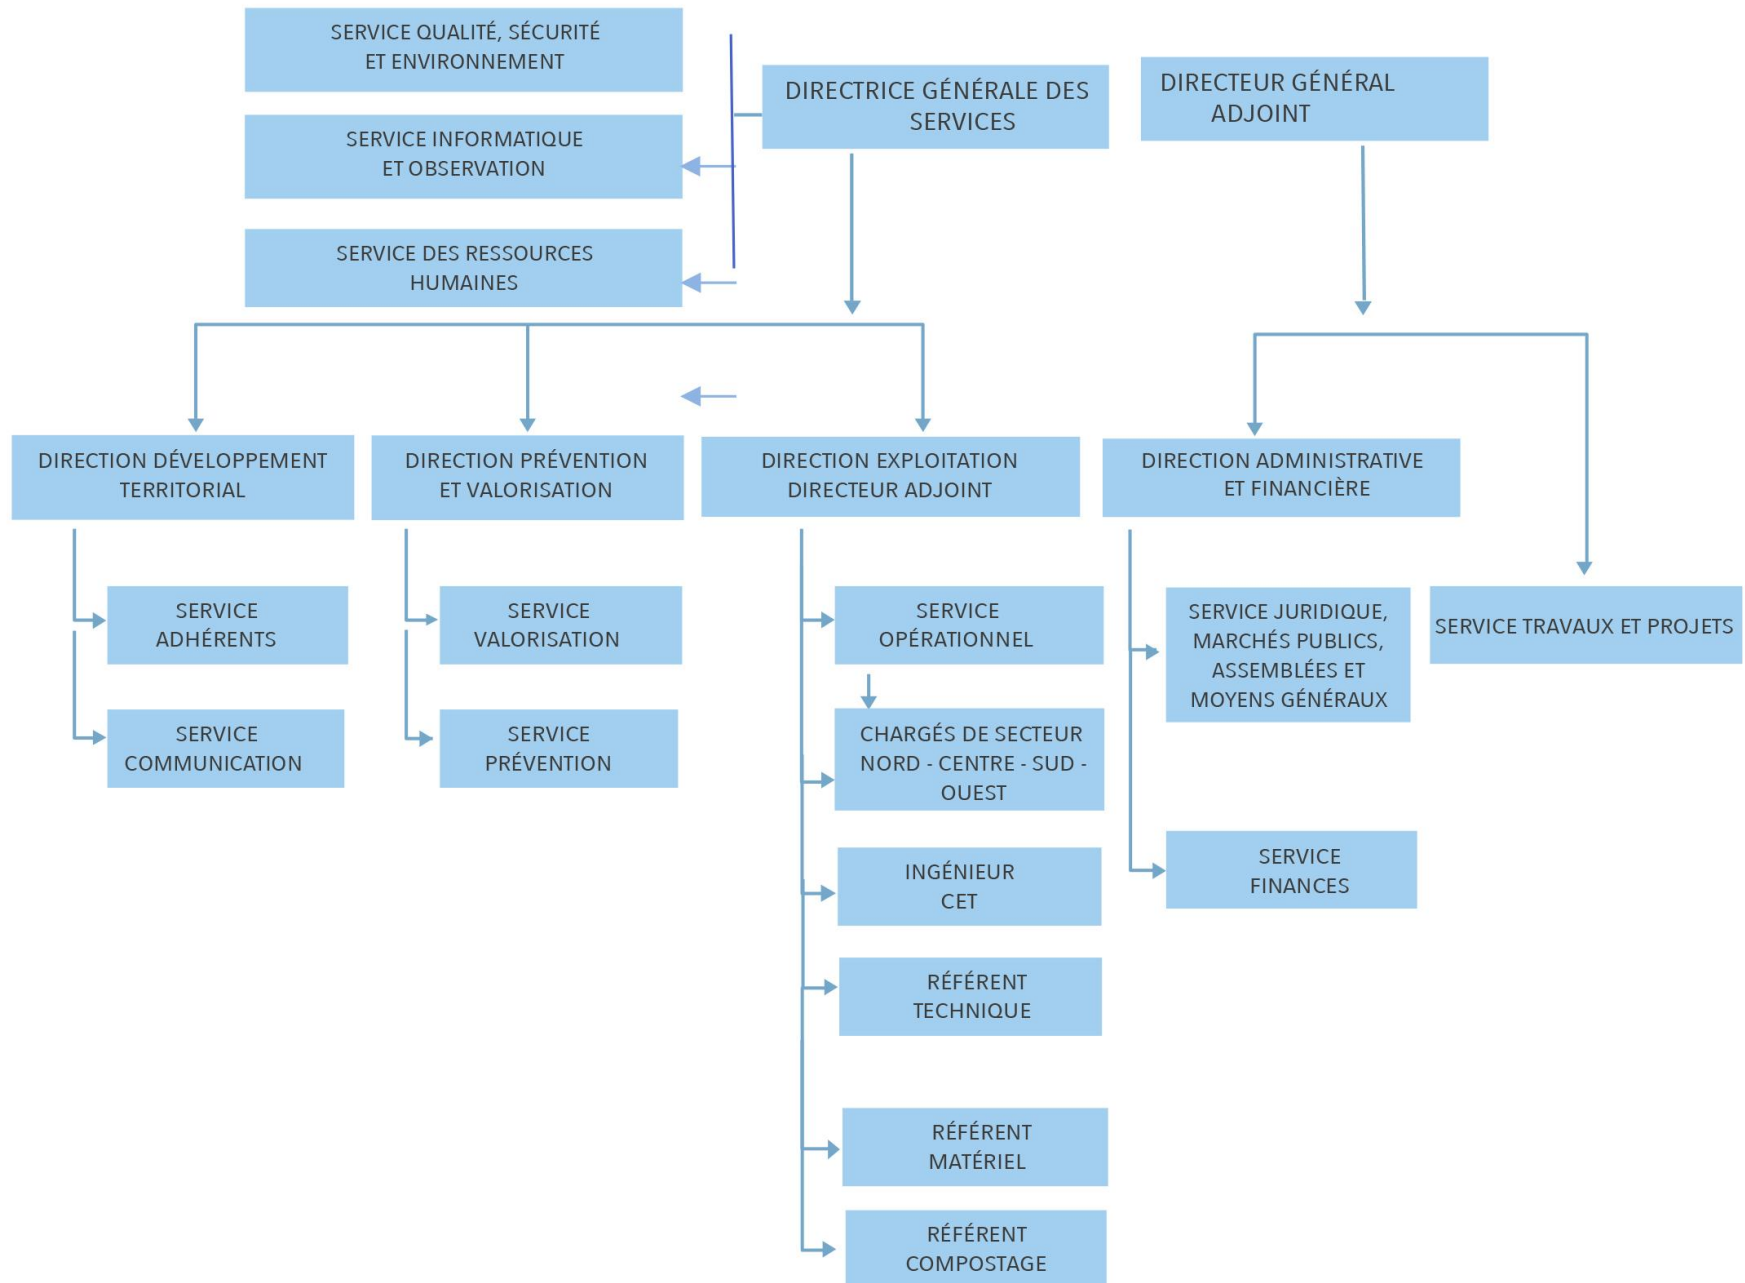 SERVICE QUALITÉ, SÉCURITÉ
ET ENVIRONNEMENT
DIRECTRICE GÉNÉRALE DES
SERVICES
DIRECTEUR GÉNÉRAL
ADJOINT
SERVICE INFORMATIQUE
ET OBSERVATION
SERVICE DES RESSOURCES
HUMAINES
DIRECTION DÉVELOPPEMENT
TERRITORIAL
DIRECTION PRÉVENTION
ET VALORISATION
DIRECTION EXPLOITATION
DIRECTEUR ADJOINT
DIRECTION ADMINISTRATIVE
ET FINANCIÈRE
SERVICE
ADHÉRENTS
SERVICE
COMMUNICATION
SERVICE
VALORISATION
SERVICE
PRÉVENTION
SERVICE
OPÉRATIONNEL
CHARGÉS DE SECTEUR
NORD - CENTRE - SUD -
OUEST
INGÉNIEUR
CET
RÉFÉRENT
TECHNIQUE
RÉFÉRENT
MATÉRIEL
RÉFÉRENT
COMPOSTAGE
SERVICE JURIDIQUE,
MARCHÉS PUBLICS,
ASSEMBLÉES ET
MOYENS GÉNÉRAUX
SERVICE
FINANCES
SERVICE TRAVAUX ET PROJETS